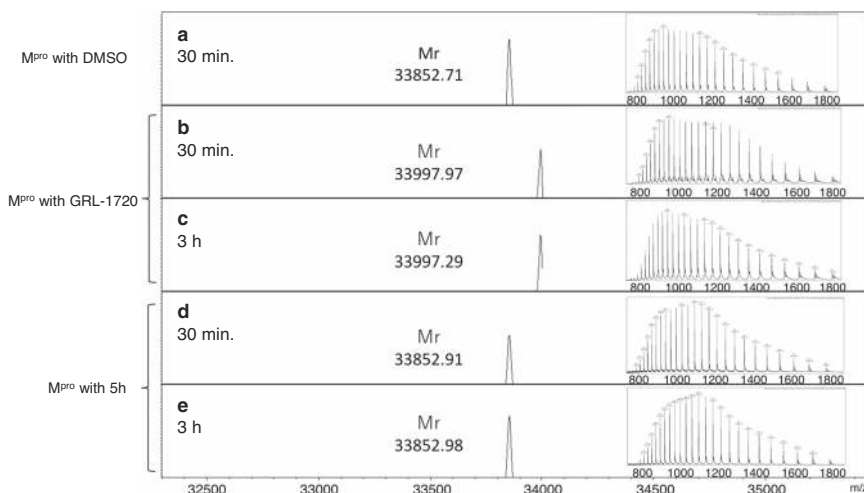 Mpro with DMSO
a
30 min.
Mr
33852.71
800 1000 1200 1400 1600 1800
Mpro with GRL-1720
b
30 min.
Mr
33997.97
800 1000 1200 1400 1600 1800
c
3 h
Mr
33997.29
800 1000 1200 1400 1600 1800
Mpro with 5h
d
30 min.
Mr
33852.91
800 1000 1200 1400 1600 1800
e
3 h
Mr
33852.98
800 1000 1200 1400 1600 1800
32500 33000 33500 34000 34500 35000